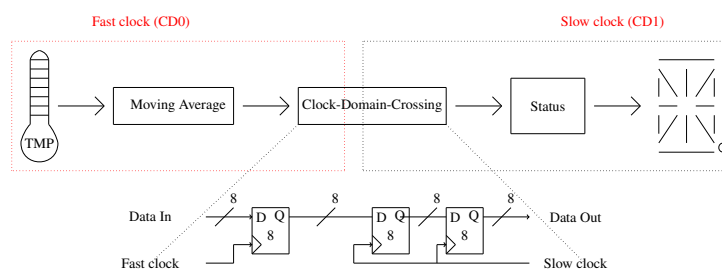 Fast clock (CD0)
Slow clock (CD1)
TMP
Moving Average
Clock-Domain-Crossing
Status
8 8 8 8
Data In
D Q
8
D Q
8
D Q
8
Data Out
Fast clock
Slow clock